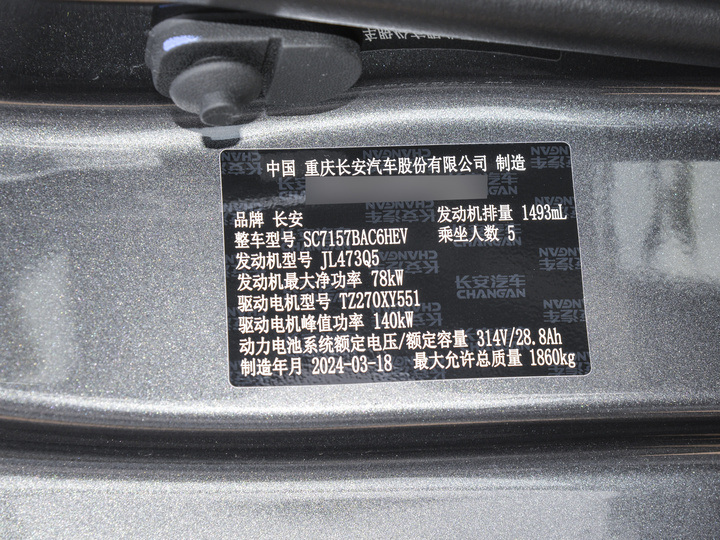 中国 重庆长安汽车股份有限公司 制造
品牌 长安 发动机排量 1493mL
整车型号 SC7157BAC6HEV 乘坐人数 5
发动机型号 JL473Q5
发动机最大净功率 78kW
驱动电机型号 TZ270XY551
驱动电机峰值功率 140kW
动力电池系统额定电压/额定容量 314V/28.8Ah
制造年月 2024-03-18 最大允许总质量 1860kg
长安汽车
CHANGAN